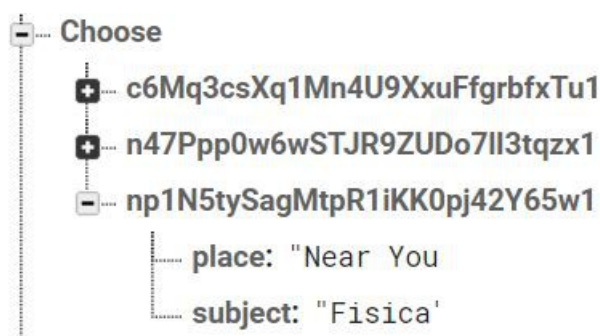 Choose
c6Mq3csXq1Mn4U9XxuFfgrbfxTu1
n47Ppp0w6wSTJR9ZUDo7Il3tqzx1
np1N5tySagMtpR1iKK0pj42Y65w1
place: "Near You
subject: "Fisica'